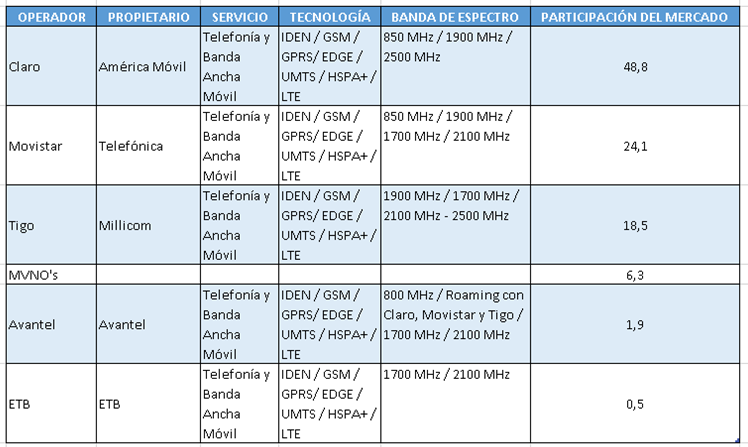 OPERADOR PROPIETARIO SERVICIO TECNOLOGÍA BANDA DE ESPECTRO PARTICIPACIÓN DEL MERCADO
Claro América Móvil Telefonía y Banda Ancha Móvil IDEN / GSM / GPRS/ EDGE / UMTS / HSPA+ / LTE 850 MHz / 1900 MHz / 2500 MHz 48,8
Movistar Telefónica Telefonía y Banda Ancha Móvil IDEN / GSM / GPRS/ EDGE / UMTS / HSPA+ / LTE 850 MHz / 1900 MHz / 1700 MHz / 2100 MHz 24,1
Tigo Millicom Telefonía y Banda Ancha Móvil IDEN / GSM / GPRS/ EDGE / UMTS / HSPA+ / LTE 1900 MHz / 1700 MHz / 2100 MHz - 2500 MHz 18,5
MVNO's 6,3
Avantel Avantel Telefonía y Banda Ancha Móvil IDEN / GSM / GPRS/ EDGE / UMTS / HSPA+ / LTE 800 MHz / Roaming con Claro, Movistar y Tigo / 1700 MHz / 2100 MHz 1,9
ETB ETB Telefonía y Banda Ancha Móvil IDEN / GSM / GPRS/ EDGE / UMTS / HSPA+ / LTE 1700 MHz / 2100 MHz 0,5